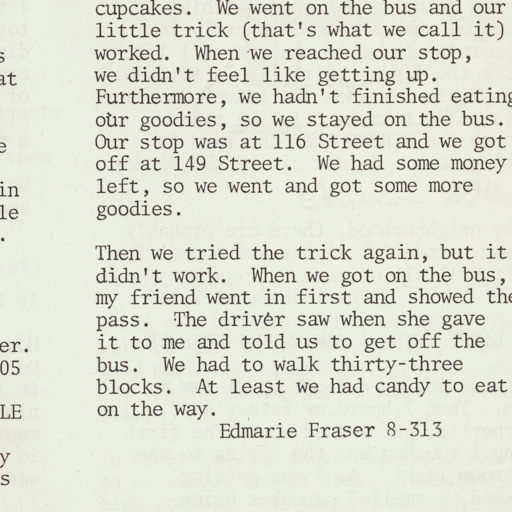 cupcakes.  We went on the bus and our
little trick (that's what we call it)
worked.  When we reached our stop,
we didn't feel like getting up.
Furthermore, we hadn't finished eating
our goodies, so we stayed on the bus.
Our stop was at 116 Street and we got
off at 149 Street.  We had some money
left, so we went and got some more
goodies.
Then we tried the trick again, but it
didn't work.  When we got on the bus,
my friend went in first and showed the
pass.  The driver saw when she gave
it to me and told us to get off the
bus.  We had to walk thirty-three
blocks.  At least we had candy to eat
on the way.
Edmarie Fraser 8-313